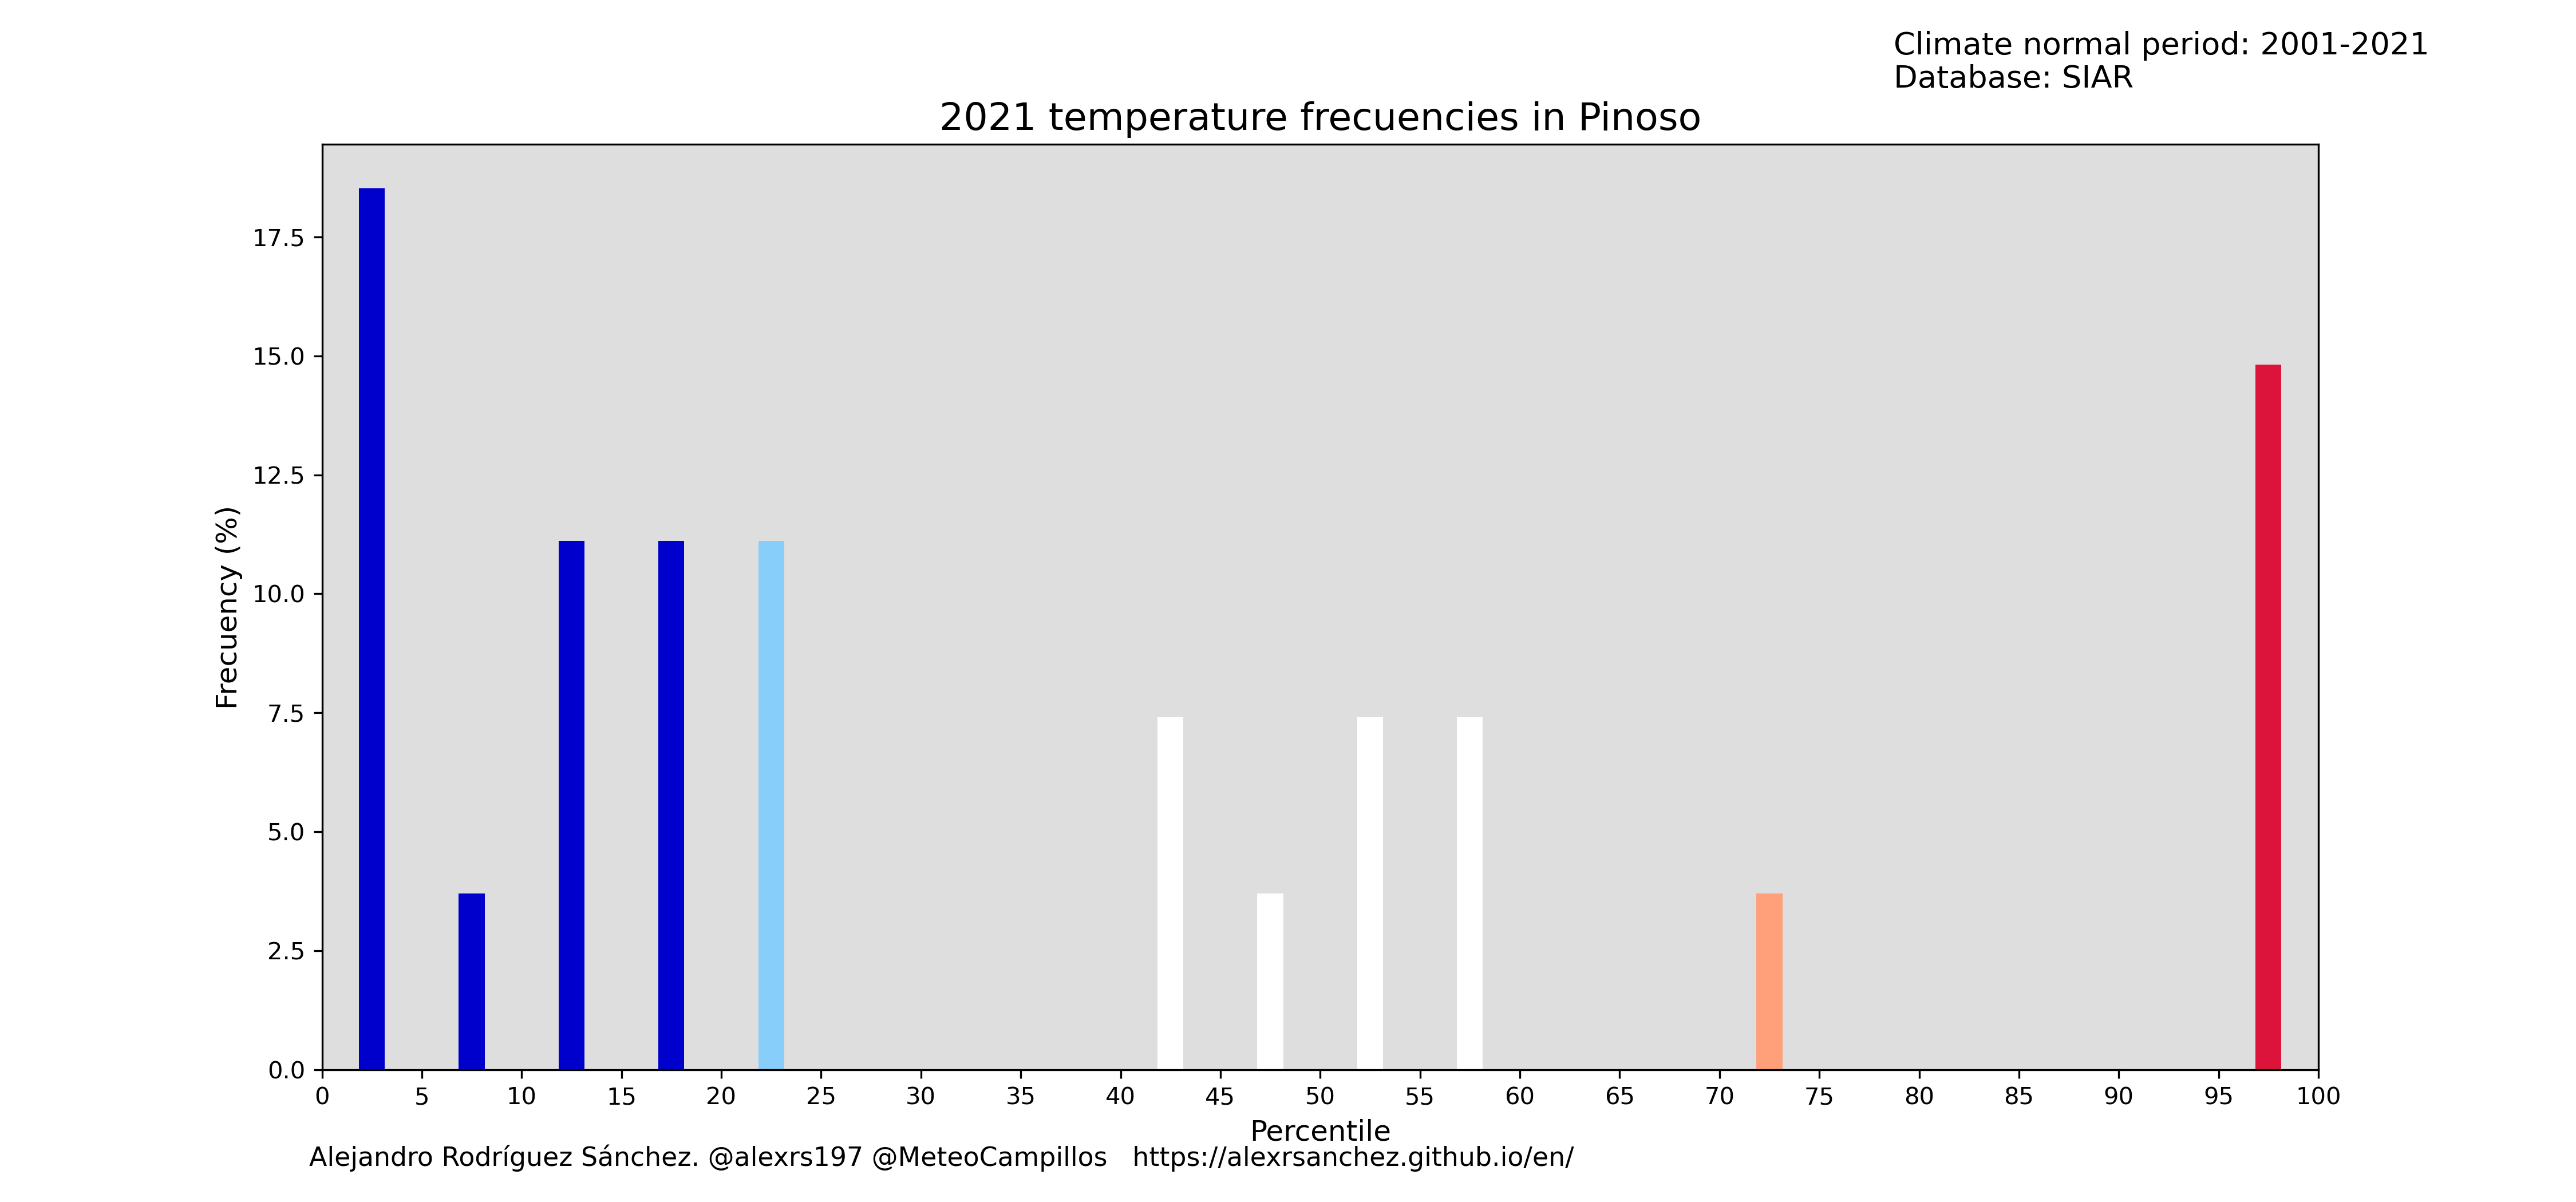 Climate normal period: 2001-2021
Database: SIAR
2021 temperature frecuencies in Pinoso
17.5
15.0
12.5
10.0
7.5
5.0
2.5
0.0
Frecuency (%)
0 5 10 15 20 25 30 35 40 45 50 55 60 65 70 75 80 85 90 95 100
Percentile
Alejandro Rodríguez Sánchez. @alexrs197 @MeteoCampillos https://alexrsanchez.github.io/en/